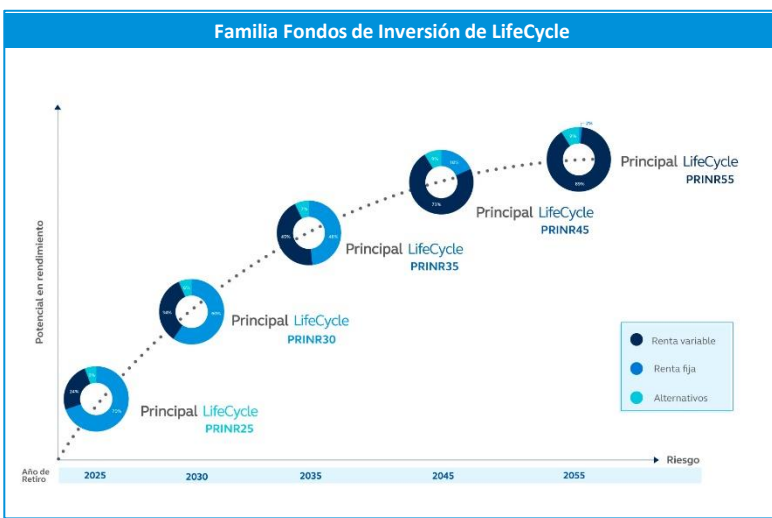 Familia Fondos de Inversión de LifeCycle
Potencial en rendimiento
Principal LifeCycle
PRINR55
89%
Principal LifeCycle
PRINR45
71%
Principal LifeCycle
PRINR35
Principal LifeCycle
PRINR30
Principal LifeCycle
PRINR25
Renta variable
Renta fija
Alternativos
Riesgo
Año de
Retiro
2025 2030 2035 2045 2055